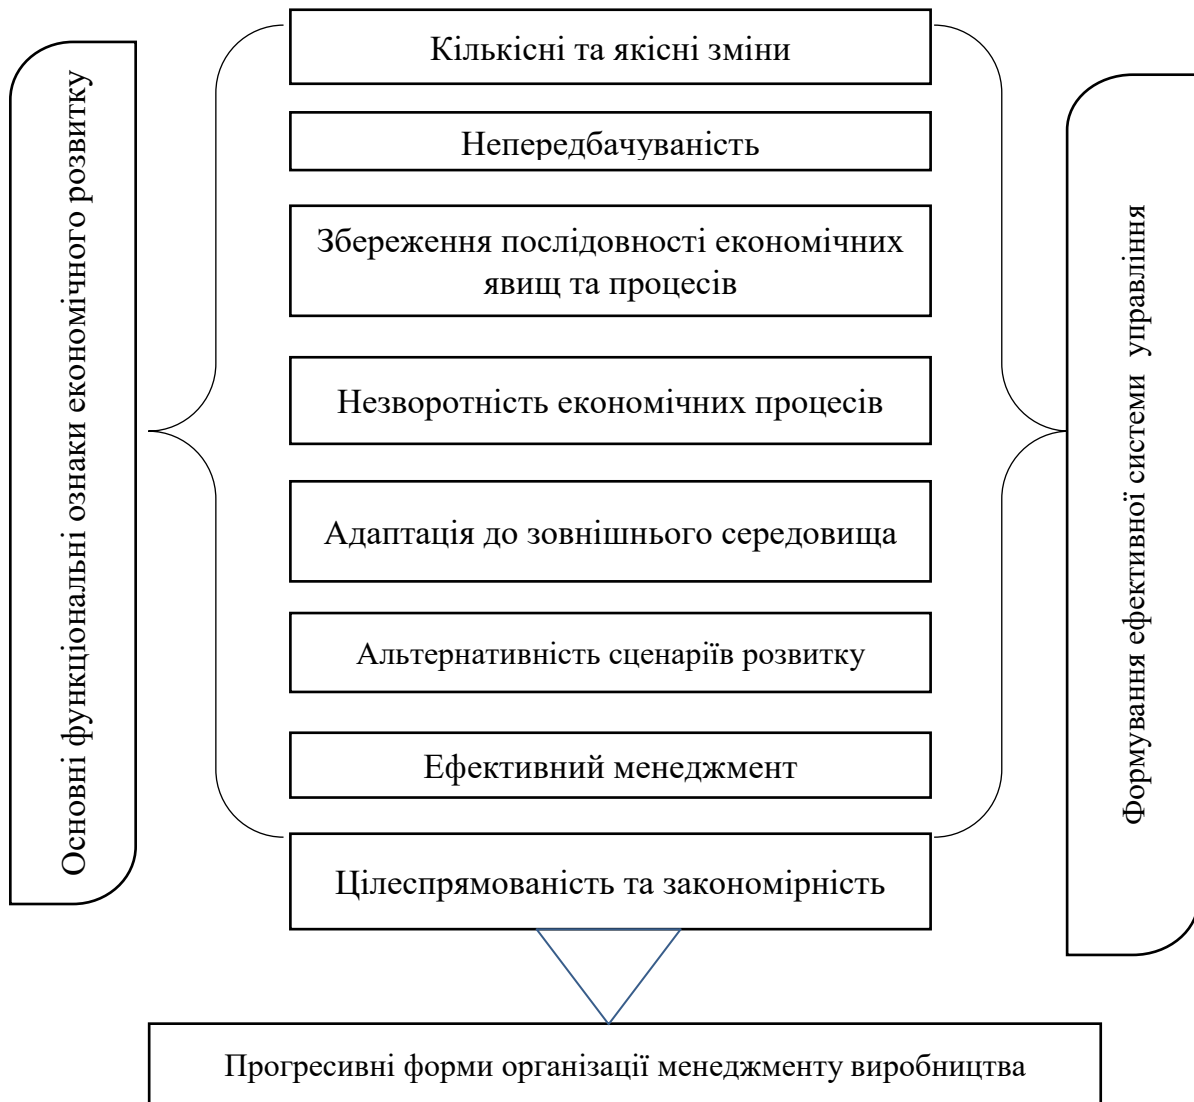 Основні функціональні ознаки економічного розвитку
Кількісні та якісні зміни
Непередбачуваність
Збереження послідовності економічних
явищ та процесів
Незворотність економічних процесів
Адаптація до зовнішнього середовища
Альтернативність сценаріїв розвитку
Ефективний менеджмент
Цілеспрямованість та закономірність
Формування ефективної системи управління
Прогресивні форми організації менеджменту виробництва